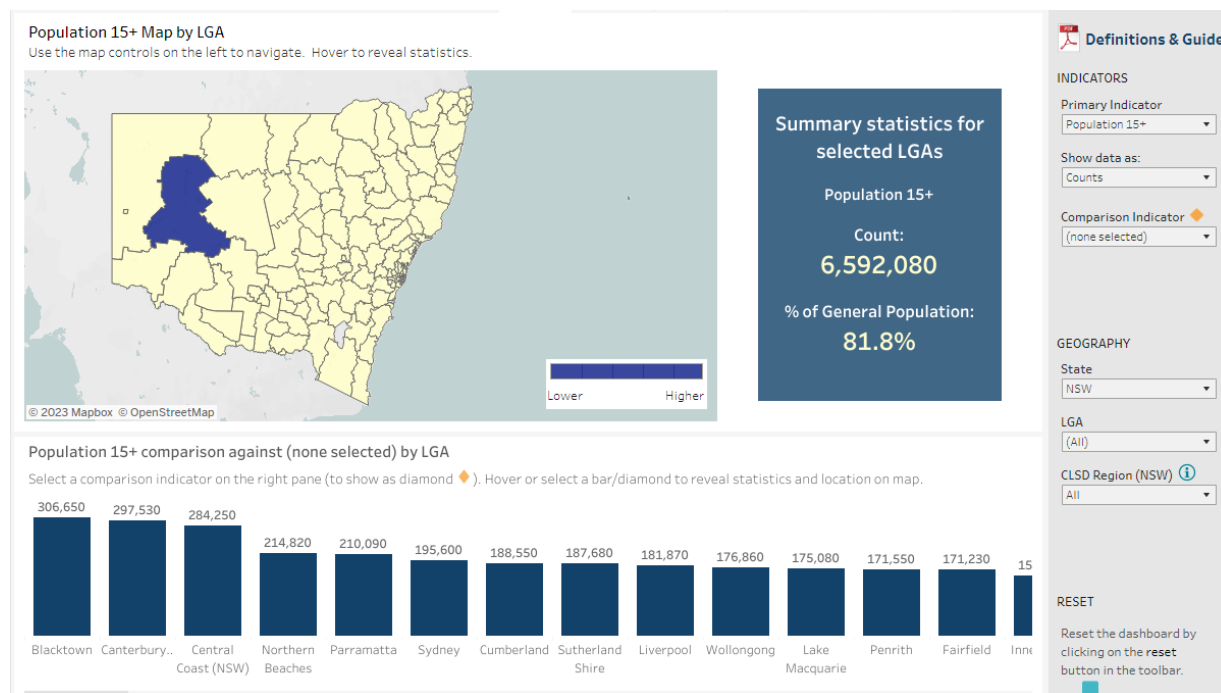 Population 15+ Map by LGA
Use the map controls on the left to navigate. Hover to reveal statistics.
© 2023 Mapbox © OpenStreetMap
Lower
Higher
Summary statistics for
selected LGAs
Population 15+
Count:
6,592,080
% of General Population:
81.8%
Population 15+ comparison against (none selected) by LGA
Select a comparison indicator on the right pane (to show as diamond ). Hover or select a bar/diamond to reveal statistics and location on map.
306,650
297,530
284,250
214,820
210,090
195,600
188,550
187,680
181,870
176,860
175,080
171,550
171,230
15
Blacktown
Canterbury..
Central
Coast (NSW)
Northern
Beaches
Parramatta
Sydney
Cumberland
Sutherland
Shire
Liverpool
Wollongong
Lake
Macquarie
Penrith
Fairfield
Inne
PDF
Definitions & Guide
INDICATORS
Primary Indicator
Population 15+
Show data as:
Counts
Comparison Indicator
(none selected)
GEOGRAPHY
State
NSW
LGA
(All)
CLSD Region (NSW) i
All
RESET
Reset the dashboard by
clicking on the reset
button in the toolbar.